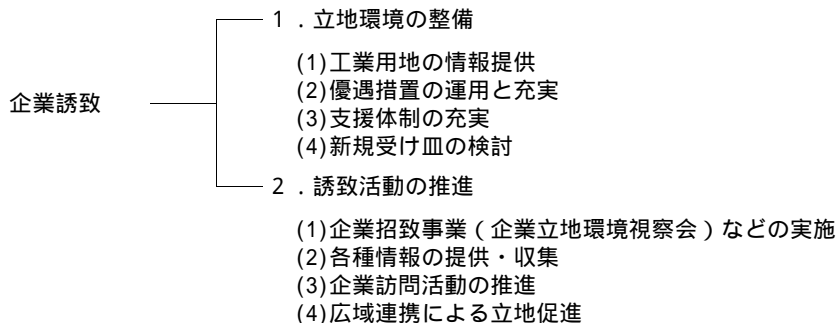 1．立地環境の整備
(1)工業用地の情報提供
(2)優遇措置の運用と充実
企業誘致
(3)支援体制の充実
(4)新規受け皿の検討
2．誘致活動の推進
(1)企業招致事業（企業立地環境視察会）などの実施
(2)各種情報の提供・収集
(3)企業訪問活動の推進
(4)広域連携による立地促進